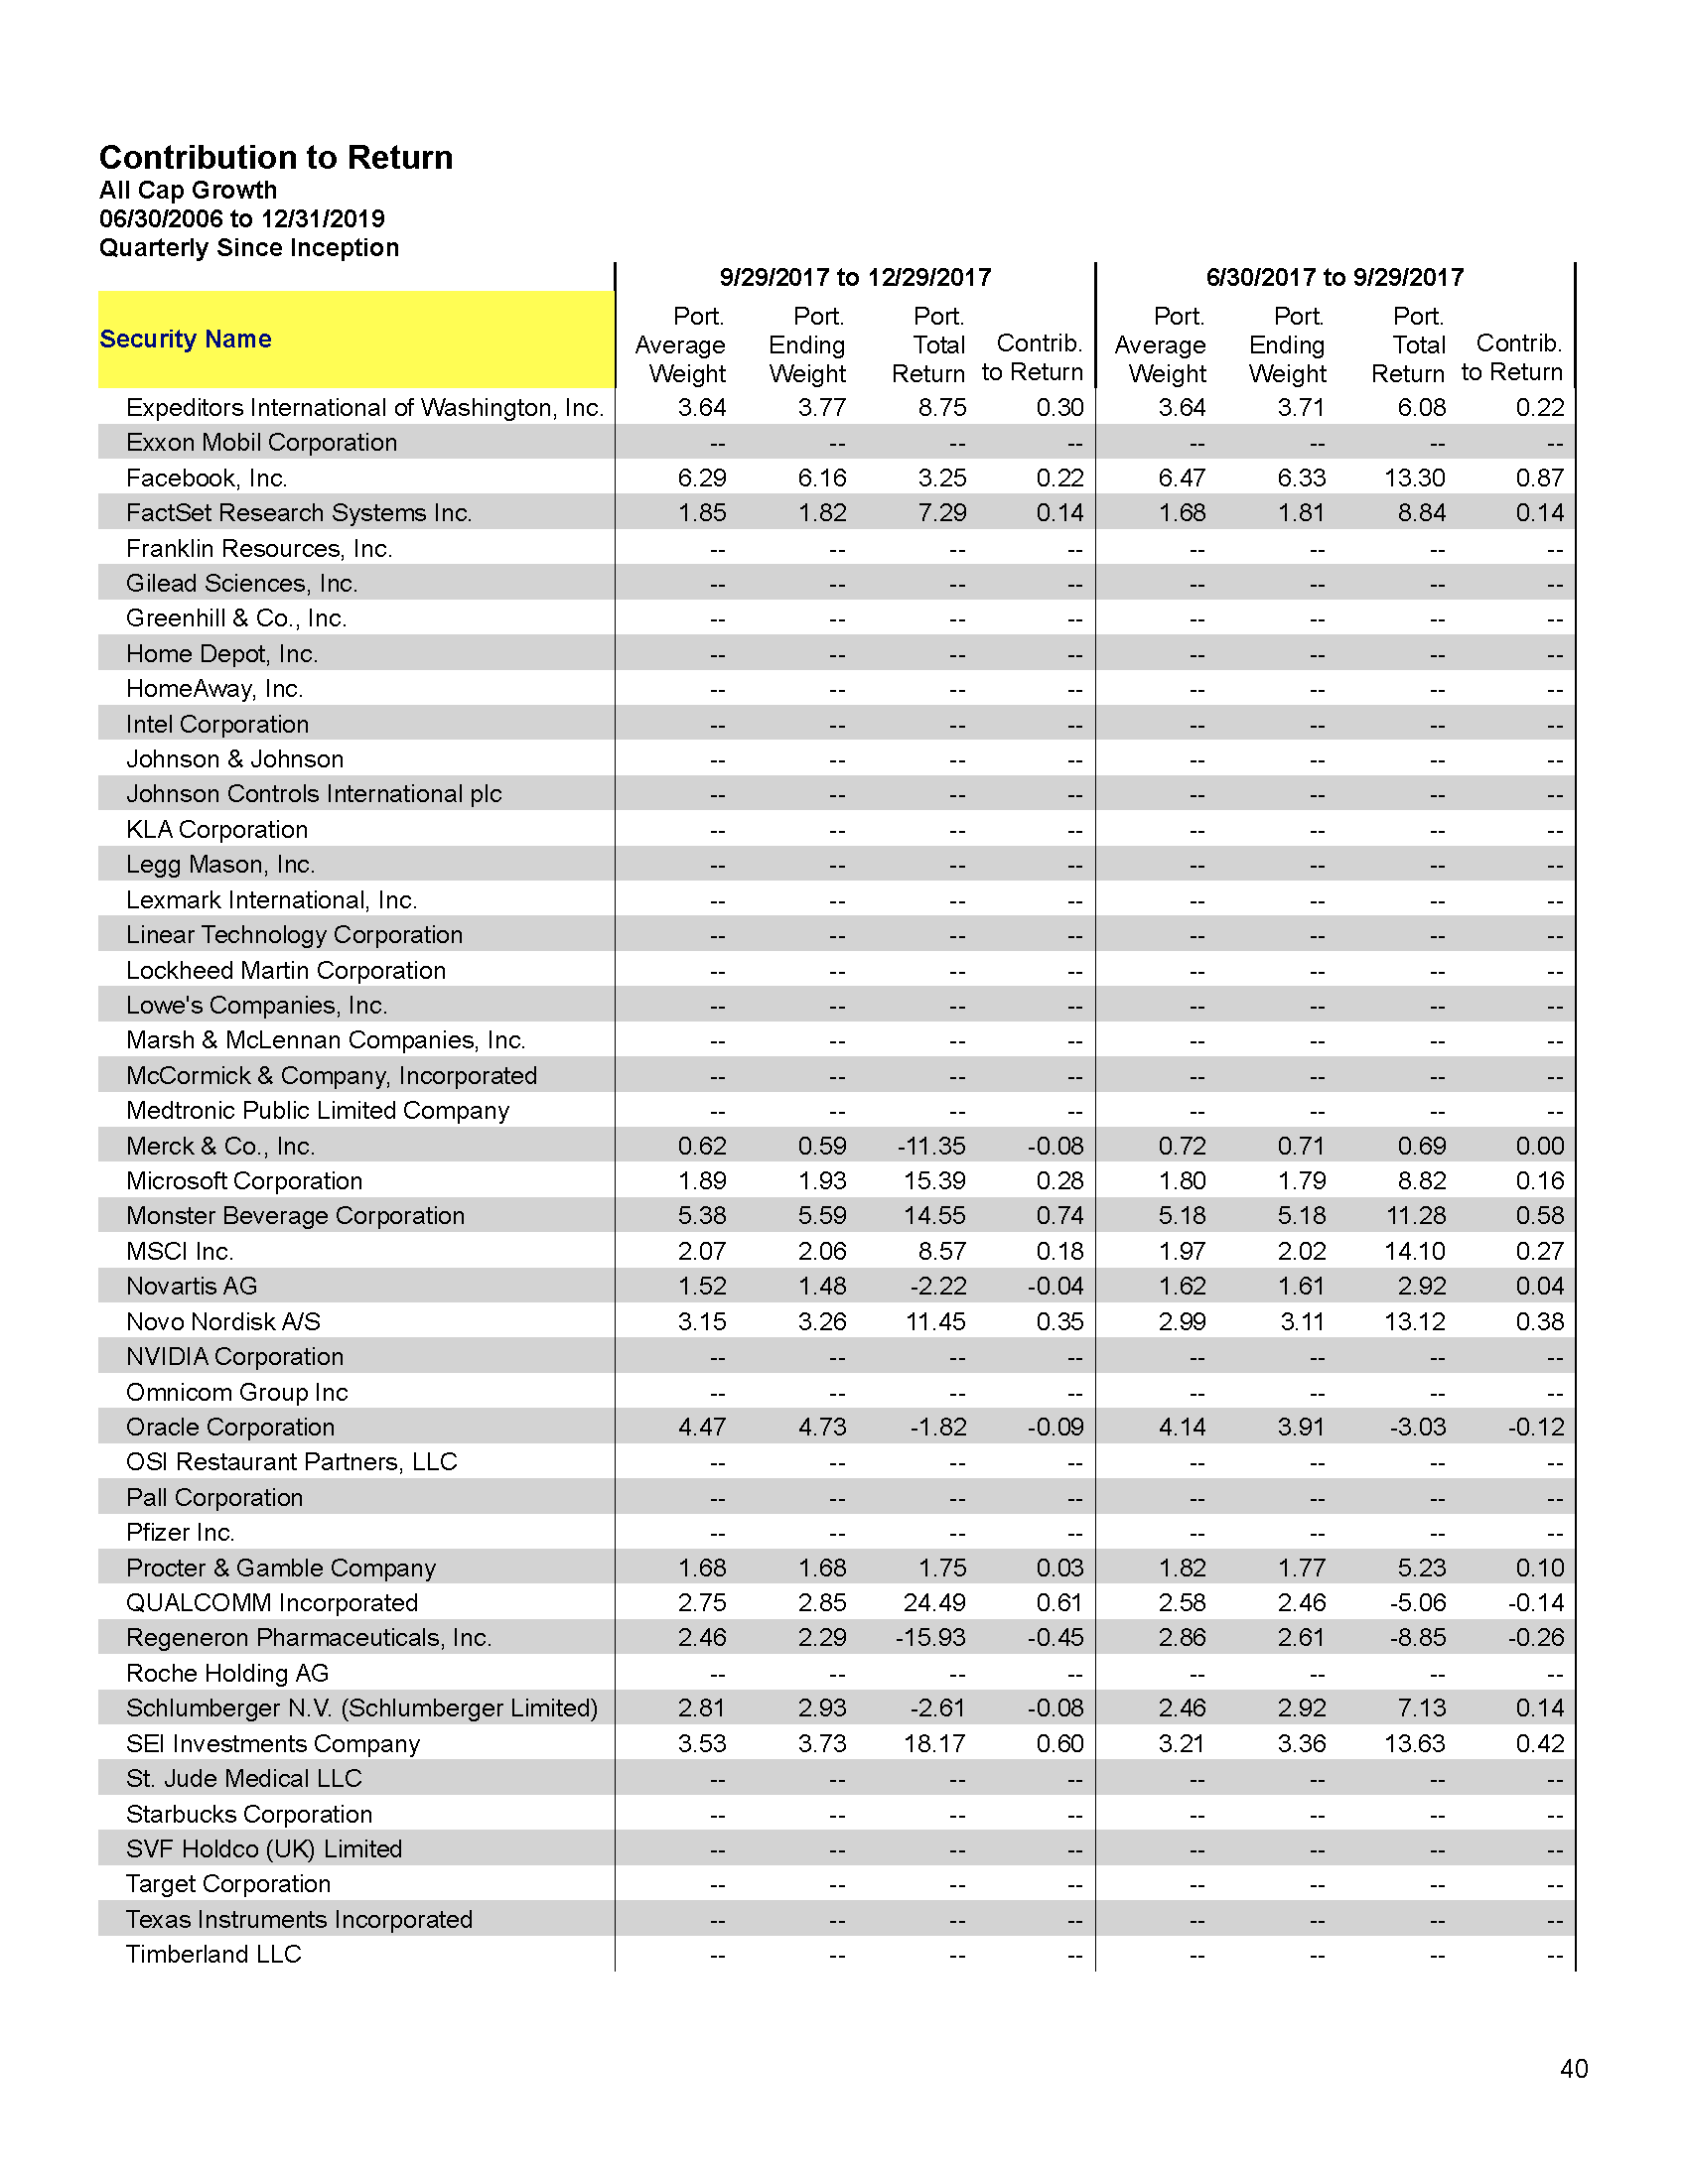 Contribution to Return
All Cap Growth
06/30/2006 to 12/31/2019
Quarterly Since Inception
9/29/2017 to 12/29/2017 6/30/2017 to 9/29/2017
Security Name Port. Average Weight Port. Ending Weight Port. Total Return Contrib. to Return Port. Average Weight Port. Ending Weight Port. Total Return Contrib. to Return
Expeditors International of Washington, Inc. 3.64 3.77 8.75 0.30 3.64 3.71 6.08 0.22
Exxon Mobil Corporation -- -- -- -- -- -- -- --
Facebook, Inc. 6.29 6.16 3.25 0.22 6.47 6.33 13.30 0.87
FactSet Research Systems Inc. 1.85 1.82 7.29 0.14 1.68 1.81 8.84 0.14
Franklin Resources, Inc. -- -- -- -- -- -- -- --
Gilead Sciences, Inc. -- -- -- -- -- -- -- --
Greenhill & Co., Inc. -- -- -- -- -- -- -- --
Home Depot, Inc. -- -- -- -- -- -- -- --
HomeAway, Inc. -- -- -- -- -- -- -- --
Intel Corporation -- -- -- -- -- -- -- --
Johnson & Johnson -- -- -- -- -- -- -- --
Johnson Controls International plc -- -- -- -- -- -- -- --
KLA Corporation -- -- -- -- -- -- -- --
Legg Mason, Inc. -- -- -- -- -- -- -- --
Lexmark International, Inc. -- -- -- -- -- -- -- --
Linear Technology Corporation -- -- -- -- -- -- -- --
Lockheed Martin Corporation -- -- -- -- -- -- -- --
Lowe's Companies, Inc. -- -- -- -- -- -- -- --
Marsh & McLennan Companies, Inc. -- -- -- -- -- -- -- --
McCormick & Company, Incorporated -- -- -- -- -- -- -- --
Medtronic Public Limited Company -- -- -- -- -- -- -- --
Merck & Co., Inc. 0.62 0.59 -11.35 -0.08 0.72 0.71 0.69 0.00
Microsoft Corporation 1.89 1.93 15.39 0.28 1.80 1.79 8.82 0.16
Monster Beverage Corporation 5.38 5.59 14.55 0.74 5.18 5.18 11.28 0.58
MSCI Inc. 2.07 2.06 8.57 0.18 1.97 2.02 14.10 0.27
Novartis AG 1.52 1.48 -2.22 -0.04 1.62 1.61 2.92 0.04
Novo Nordisk A/S 3.15 3.26 11.45 0.35 2.99 3.11 13.12 0.38
NVIDIA Corporation -- -- -- -- -- -- -- --
Omnicom Group Inc -- -- -- -- -- -- -- --
Oracle Corporation 4.47 4.73 -1.82 -0.09 4.14 3.91 -3.03 -0.12
OSI Restaurant Partners, LLC -- -- -- -- -- -- -- --
Pall Corporation -- -- -- -- -- -- -- --
Pfizer Inc. -- -- -- -- -- -- -- --
Procter & Gamble Company 1.68 1.68 1.75 0.03 1.82 1.77 5.23 0.10
QUALCOMM Incorporated 2.75 2.85 24.49 0.61 2.58 2.46 -5.06 -0.14
Regeneron Pharmaceuticals, Inc. 2.46 2.29 -15.93 -0.45 2.86 2.61 -8.85 -0.26
Roche Holding AG -- -- -- -- -- -- -- --
Schlumberger N.V. (Schlumberger Limited) 2.81 2.93 -2.61 -0.08 2.46 2.92 7.13 0.14
SEI Investments Company 3.53 3.73 18.17 0.60 3.21 3.36 13.63 0.42
St. Jude Medical LLC -- -- -- -- -- -- -- --
Starbucks Corporation -- -- -- -- -- -- -- --
SVF Holdco (UK) Limited -- -- -- -- -- -- -- --
Target Corporation -- -- -- -- -- -- -- --
Texas Instruments Incorporated -- -- -- -- -- -- -- --
Timberland LLC -- -- -- -- -- -- -- --
40